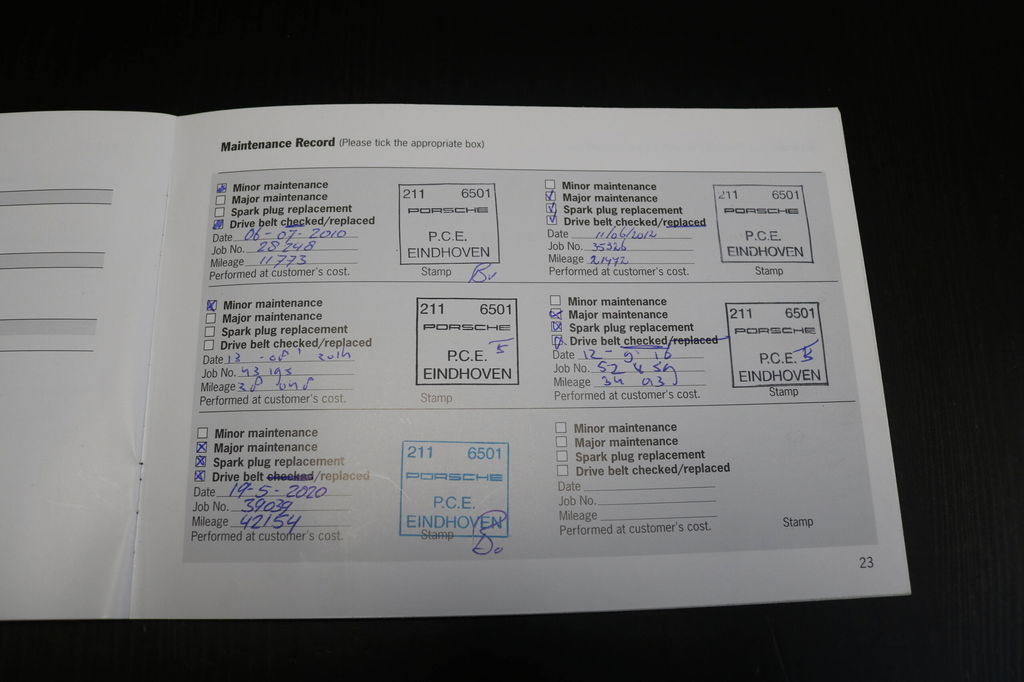 Maintenance Record (Please tick the appropriate box)
Minor maintenance
Major maintenance
Spark plug replacement
Drive belt checked/replaced
Date 06-07-2010
Job No. 28248
Mileage 11773
Performed at customer's cost.
211 6501
PORSCHE
P.C.E.
EINDHOVEN
Stamp
Minor maintenance
Major maintenance
Spark plug replacement
Drive belt checked/replaced
Date 11/06/2012
Job No. 35326
Mileage 21472
Performed at customer's cost.
211 6501
PORSCHE
P.C.E.
EINDHOVEN
Stamp
Minor maintenance
Major maintenance
Spark plug replacement
Drive belt checked/replaced
Date
Job No.
Mileage
Performed at customer's cost.
211 6501
PORSCHE
P.C.E.
EINDHOVEN
Stamp
Minor maintenance
Major maintenance
Spark plug replacement
Drive belt checked/replaced
Date 12-9-16
Job No.
Mileage
Performed at customer's cost.
211 6501
PORSCHE
P.C.E.
EINDHOVEN
Stamp
Minor maintenance
Major maintenance
Spark plug replacement
Drive belt checked/replaced
Date 19-5-2020
Job No. 39039
Mileage 42154
Performed at customer's cost.
211 6501
PORSCHE
P.C.E.
EINDHOVEN
Stamp
Minor maintenance
Major maintenance
Spark plug replacement
Drive belt checked/replaced
Date
Job No.
Mileage
Performed at customer's cost.
Stamp
23